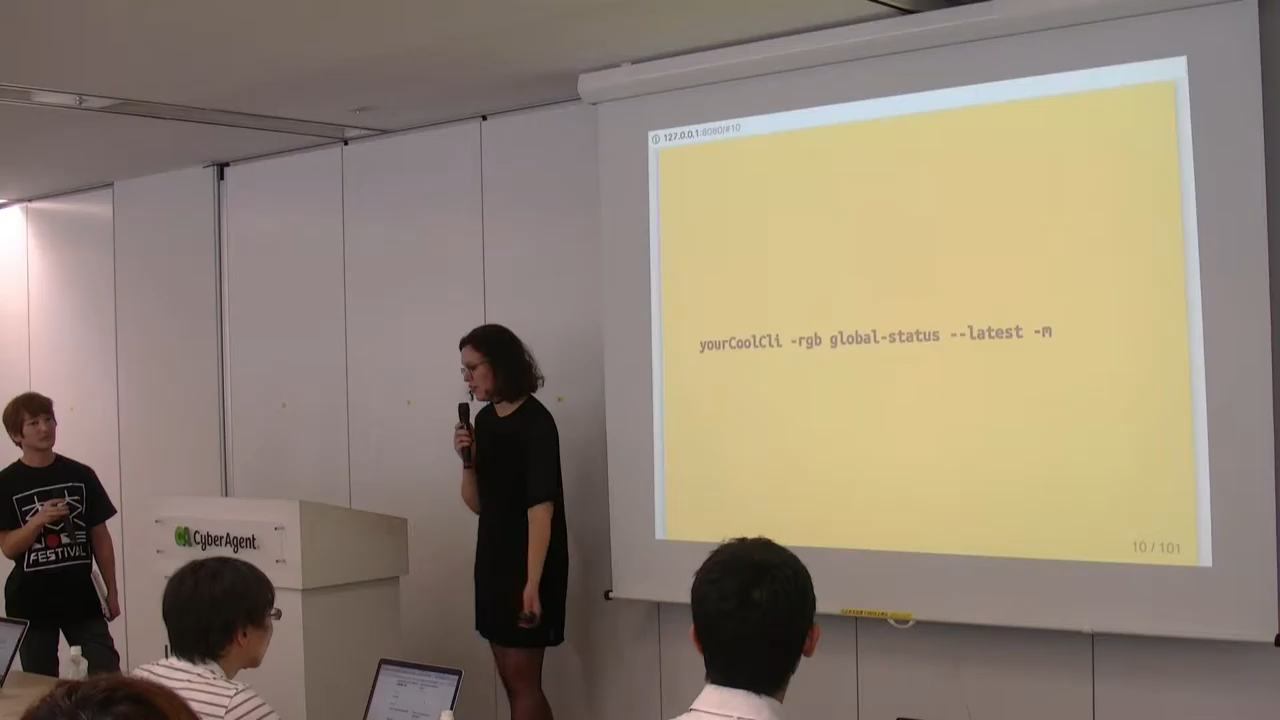 127.0.0.1:8080/#10
yourCoolCli -rgb global-status --latest -m
10 / 101
CyberAgent
FESTIVAL